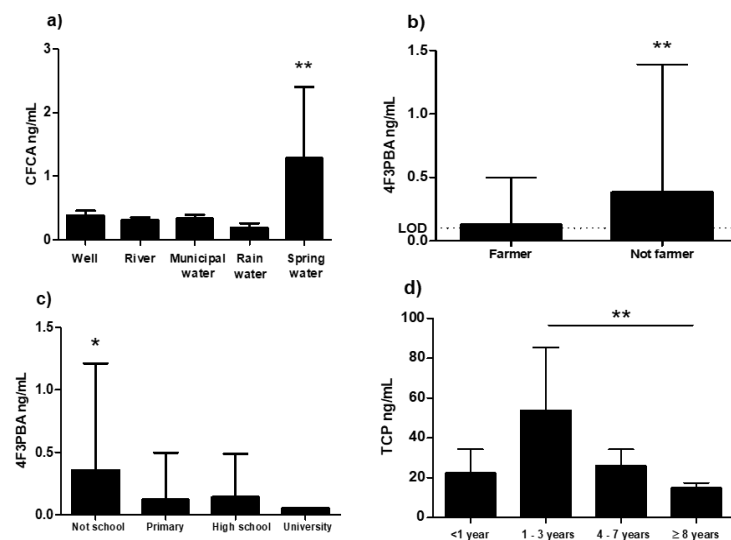 a)
CFCA ng/mL
3
2
1
0
**
Well
River
Municipal
water
Rain
water
Spring
water
b)
4F3PBA ng/mL
1.5
1.0
0.5
LOD
0.0
**
Farmer
Not farmer
c)
4F3PBA ng/mL
1.5
1.0
0.5
0.0
*
Not school
Primary
High school
University
d)
TCP ng/mL
100
80
60
40
20
0
**
<1 year
1 - 3 years
4 - 7 years
≥ 8 years